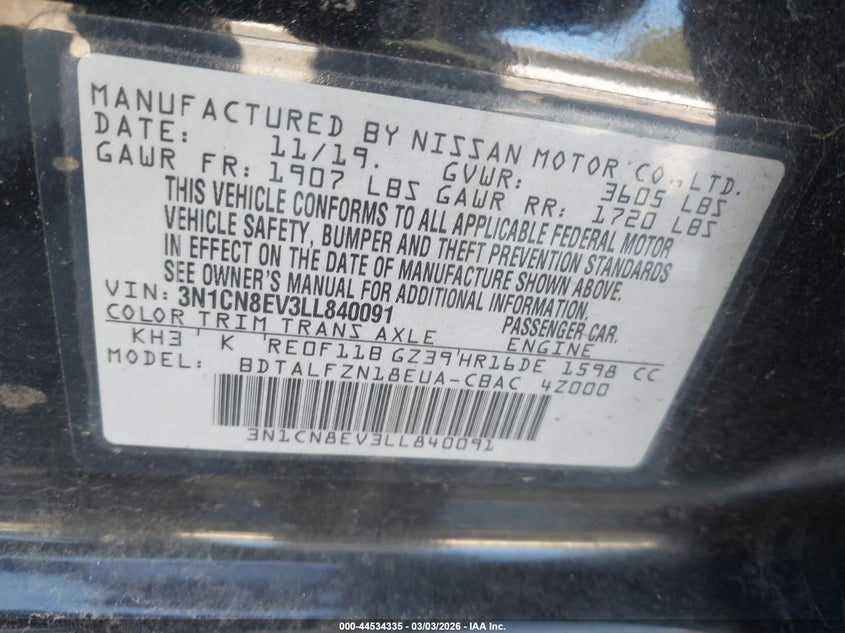 MANUFACTURED BY NISSAN MOTOR CO., LTD.
DATE: 11/19. GVWR: 3605 LBS
GAWR FR: 1907 LBS GAWR RR: 1720 LBS
THIS VEHICLE CONFORMS TO ALL APPLICABLE FEDERAL MOTOR
VEHICLE SAFETY, BUMPER AND THEFT PREVENTION STANDARDS
IN EFFECT ON THE DATE OF MANUFACTURE SHOWN ABOVE.
SEE OWNER'S MANUAL FOR ADDITIONAL INFORMATION.
VIN: 3N1CN8EV3LL840091 PASSENGER CAR.
COLOR TRIM TRANS AXLE ENGINE
KH3 ' K 'RE0F11B GZ39'HR16DE 1598 CC
MODEL: BDTALFZN18EUA-CBAC 4Z000
3N1CN8EV3LL840091
000-44534335 - 03/03/2026 - IAA Inc.